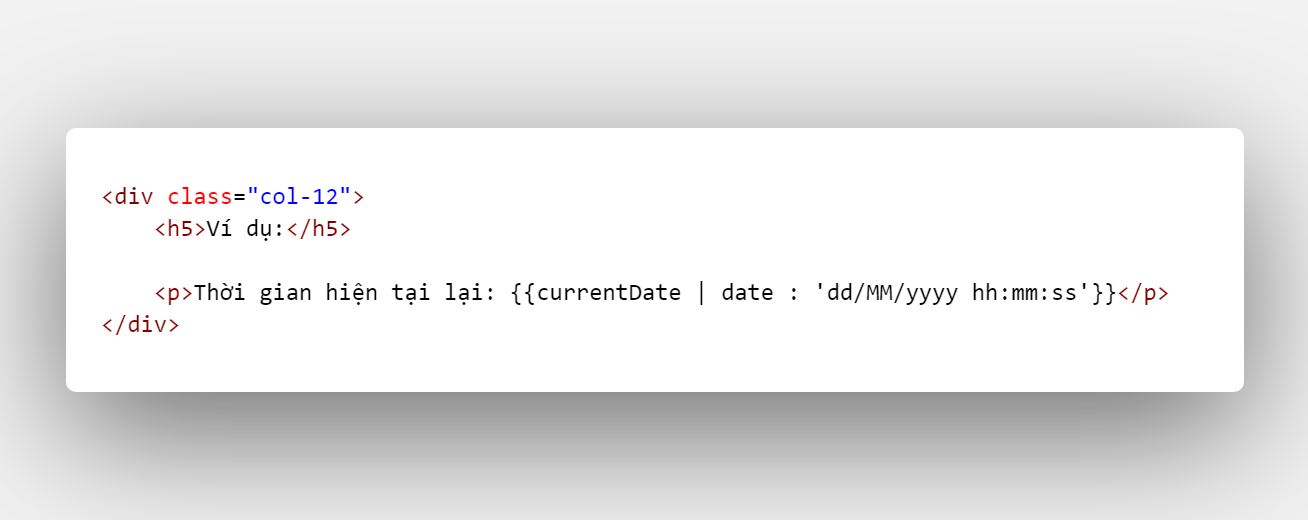 <div class="col-12">
    <h5>Ví dụ:</h5>

    <p>Thời gian hiện tại lại: {{currentDate | date : 'dd/MM/yyyy hh:mm:ss'}}</p>
</div>